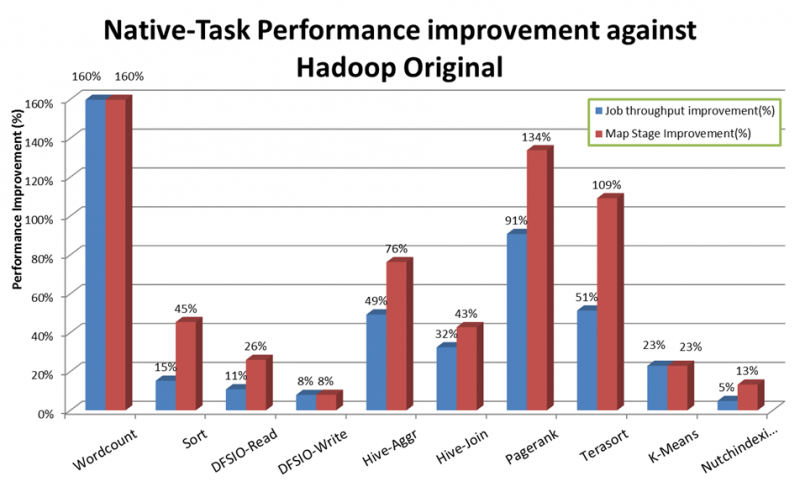 Native-Task Performance improvement against
Hadoop Original
160% 160%
Job throughput improvement(%)
Map Stage Improvement(%)
Performance Improvement (%)
160%
140%
120%
100%
80%
60%
40%
20%
0%
15% 45%
11% 26%
8% 8%
49% 76%
32% 43%
91% 134%
51% 109%
23% 23%
5% 13%
Wordcount
Sort
DFSIO-Read
DFSIO-Write
Hive-Aggr
Hive-Join
Pagerank
Terasort
K-Means
Nutchindexi...